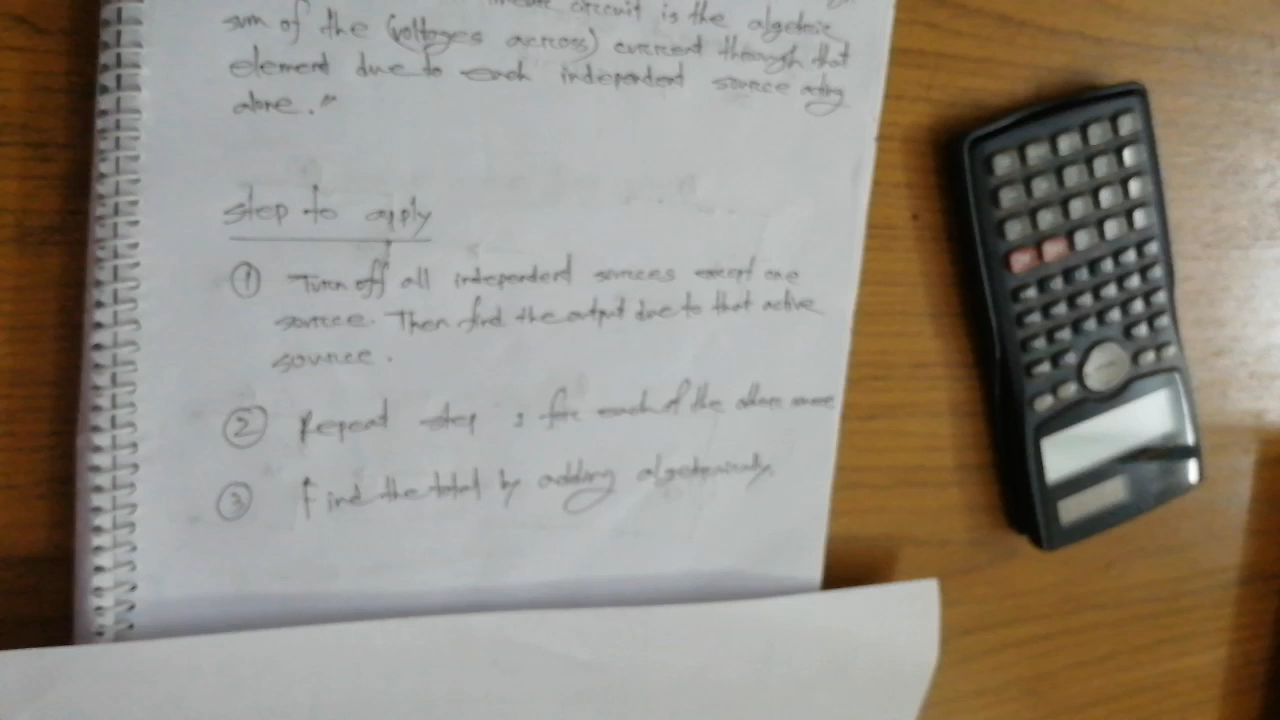 circuit is the algebraic
sum of the (voltages across) current through that
element due to each independent source acting
alone."
step to apply
① Turn off all independent sources except one
source. Then find the output due to that active
source.
② Repeat step 1 for each of the other
③ Find the total by adding algebraically.